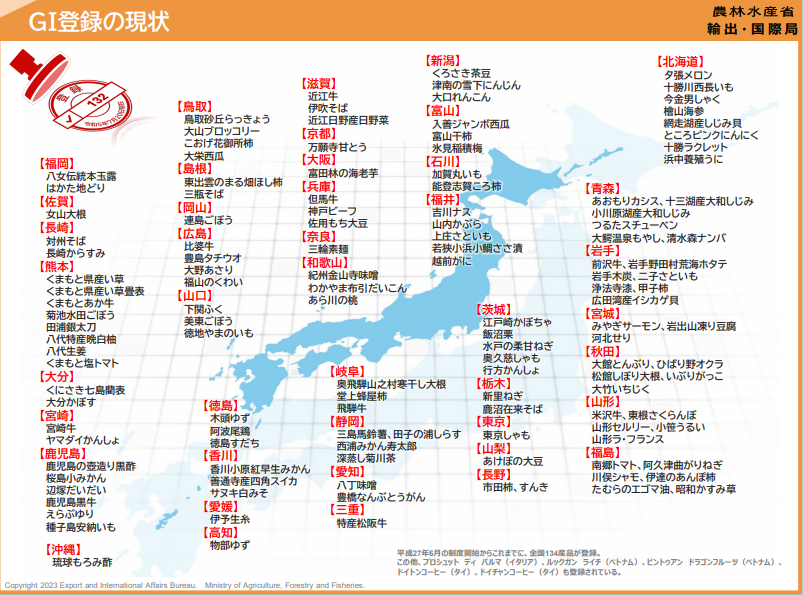 GI登録の現状
農林水産省
輸出・国際局
登録
132
【福岡】
八女伝統本玉露
はかた地どり
【佐賀】
女山大根
【長崎】
対州そば
長崎からすみ
【熊本】
くまもと県産い草
くまもと県産い草畳表
くまもとあか牛
菊池水田ごぼう
田浦銀太刀
八代特産晩白柚
八代生姜
くまもと塩トマト
【大分】
くにさき七島藺表
大分かぼす
【宮崎】
宮崎牛
ヤマダイかんしょ
【鹿児島】
鹿児島の壺造り黒酢
桜島小みかん
辺塚だいだい
鹿児島黒牛
えらぶゆり
種子島安納いも
【沖縄】
琉球もろみ酢
【鳥取】
鳥取砂丘らっきょう
大山ブロッコリー
こおげ花御所柿
大栄西瓜
【島根】
東出雲のまる畑ほし柿
三瓶そば
【岡山】
連島ごぼう
【広島】
比婆牛
豊島タチウオ
大野あさり
福山のくわい
【山口】
下関ふく
美東ごぼう
徳地やまのいも
【徳島】
木頭ゆず
阿波尾鶏
徳島すだち
【香川】
香川小原紅早生みかん
善通寺産四角スイカ
サヌキ白みそ
【愛媛】
伊予生糸
【高知】
物部ゆず
【滋賀】
近江牛
伊吹そば
近江日野産日野菜
【京都】
万願寺甘とう
【大阪】
富田林の海老芋
【兵庫】
但馬牛
神戸ビーフ
佐用もち大豆
【奈良】
三輪素麺
【和歌山】
紀州金山寺味噌
わかやま布引だいこん
あら川の桃
【岐阜】
奥飛騨山之村寒干し大根
堂上蜂屋柿
飛騨牛
【静岡】
三島馬鈴薯、田子の浦しらす
西浦みかん寿太郎
深蒸し菊川茶
【愛知】
八丁味噌
豊橋なんぶとうがん
【三重】
特産松阪牛
【新潟】
くろさき茶豆
津南の雪下にんじん
大口れんこん
【富山】
入善ジャンボ西瓜
富山干柿
氷見稲積梅
【石川】
加賀丸いも
能登志賀ころ柿
【福井】
吉川ナス
山内かぶら
上庄さといも
若狭小浜小鯛ささ漬
越前がに
【茨城】
江戸崎かぼちゃ
飯沼栗
水戸の柔甘ねぎ
奥久慈しゃも
行方かんしょ
【栃木】
新里ねぎ
鹿沼在来そば
【東京】
東京しゃも
【山梨】
あけぼの大豆
【長野】
市田柿、すんき
【北海道】
夕張メロン
十勝川西長いも
今金男しゃく
檜山海参
網走湖産しじみ貝
ところピンクにんにく
十勝ラクレット
浜中養殖うに
【青森】
あおもりカシス、十三湖産大和しじみ
小川原湖産大和しじみ
つるたスチューベン
大鰐温泉もやし、清水森ナンバ
【岩手】
前沢牛、岩手野田村荒海ホタテ
岩手木炭、二子さといも
浄法寺漆、甲子柿
広田湾産イシカゲ貝
【宮城】
みやぎサーモン、岩出山凍り豆腐
河北せり
【秋田】
大館とんぶり、ひばり野オクラ
松館しぼり大根、いぶりがっこ
大竹いちじく
【山形】
米沢牛、東根さくらんぼ
山形セルリー、小笹うるい
山形ラ・フランス
【福島】
南郷トマト、阿久津曲がりねぎ
川俣シャモ、伊達のあんぽ柿
たむらのエゴマ油、昭和かすみ草
平成27年6月の制度開始からこれまでに、全国134産品が登録。
この他、プロシュット ディ パルマ（イタリア）、ルックガン ライチ（ベトナム）、ビントゥアン ドラゴンフルーツ（ベトナム）、
ドイトンコーヒー（タイ）、ドイチャンコーヒー（タイ）も登録されている。
Copyright 2023 Export and International Affairs Bureau. Ministry of Agriculture, Forestry and Fisheries.